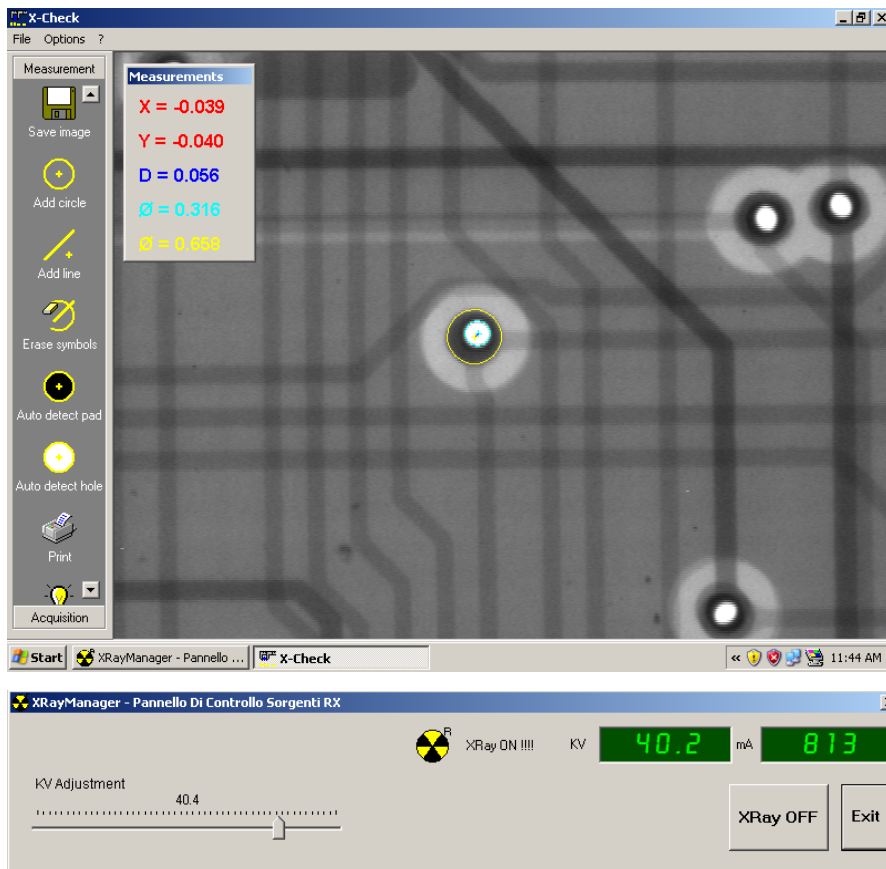 X-Check
File Options ?
Measurement
Save image
Add circle
Add line
Erase symbols
Auto detect pad
Auto detect hole
Print
Acquisition
Measurements
X = -0.039
Y = -0.040
D = 0.056
Ø = 0.316
Ø = 0.658
Start XRayManager - Pannello ... X-Check « 11:44 AM
XRayManager - Pannello Di Controllo Sorgenti RX
R XRay ON !!!! KV 40.2 mA 813
KV Adjustment
40.4
XRay OFF Exit